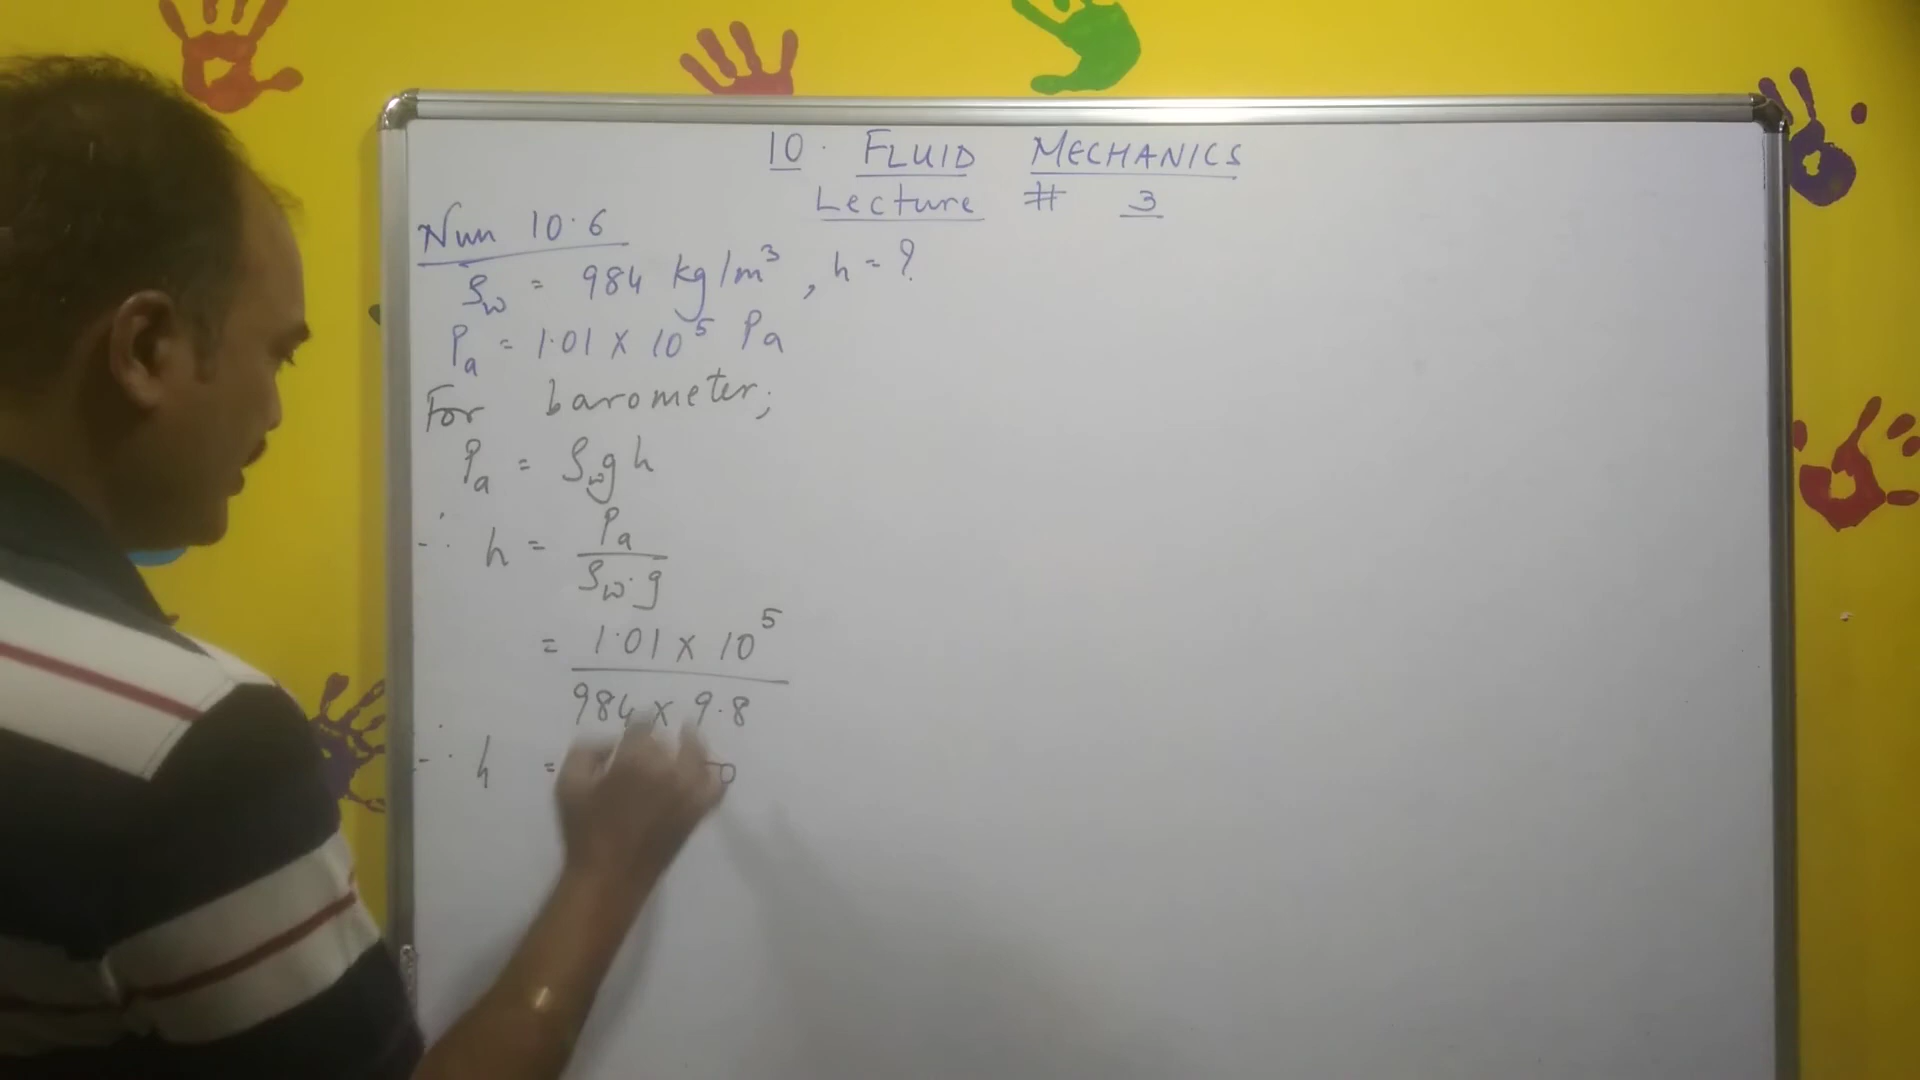 10. FLUID MECHANICS
Lecture # 3
Num 10.6
ρw = 984 kg/m³, h = ?
Pa = 1.01 × 10⁵ Pa
For barometer;
Pa = ρw g h
∴ h = Pa / ρw.g
= 1.01 × 10⁵
984 × 9.8
∴ h =